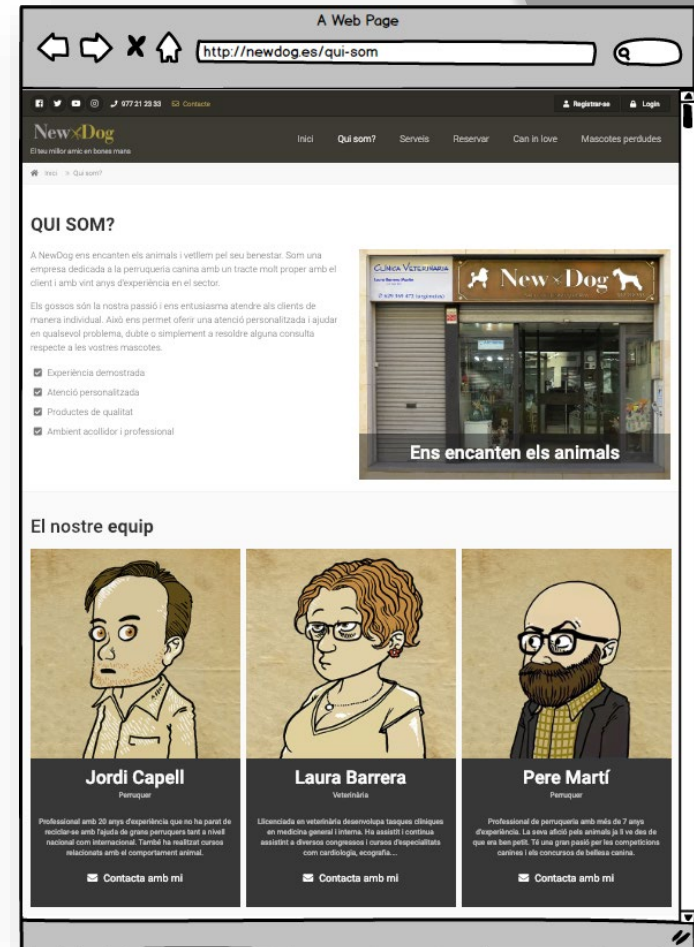 A Web Page
http://newdog.es/qui-som
977 21 23 33 Contacte
Registrar-se Login
New Dog
El teu millor amic en bones mans
Inici Qui som? Serveis Reservar Can in love Mascotes perdudes
Inici > Qui som?
QUI SOM?
A NewDog ens encanten els animals i vetllem pel seu benestar. Som una
empresa dedicada a la perruqueria canina amb un tracte molt proper amb el
client i amb vint anys d'experiència en el sector.
Els gossos són la nostra passió i ens entusiasma atendre als clients de
manera individual. Això ens permet oferir una atenció personalitzada i ajudar
en qualsevol problema, dubte o simplement a resoldre alguna consulta
respecte a les vostres mascotes.
Experiència demostrada
Atenció personalitzada
Productes de qualitat
Ambient acollidor i professional
CLINICA VETERINARIA
Laura Barrera Martín
New Dog
Ens encanten els animals
El nostre equip
Jordi Capell
Perruquer
Professional amb 20 anys d'experiència que no ha parat de
reciclar-se amb l'ajuda de grans perruquers tant a nivell
nacional com internacional. També ha realitzat cursos
relacionats amb el comportament animal.
Contacta amb mi
Laura Barrera
Veterinària
Llicenciada en veterinària desenvolupa tasques clíniques
en medicina general i interna. Ha assistit i continua
assistint a diversos congressos i cursos d'especialitats
com cardiologia, ecografia....
Contacta amb mi
Pere Martí
Perruquer
Professional de perruqueria amb més de 7 anys
d'experiència. La seva afició pels animals ja li ve des de
que era ben petit. Té una gran pasió per les competicions
canines i els concursos de bellesa canina.
Contacta amb mi